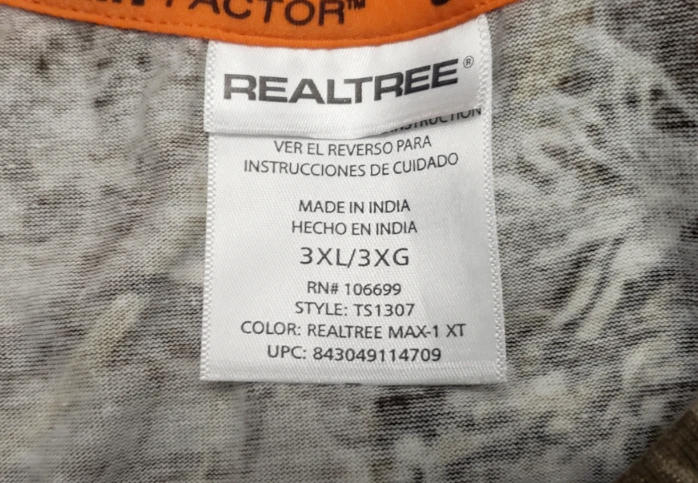 FACTOR™
REALTREE®
INSTRUCTION
VER EL REVERSO PARA
INSTRUCCIONES DE CUIDADO
MADE IN INDIA
HECHO EN INDIA
3XL/3XG
RN# 106699
STYLE: TS1307
COLOR: REALTREE MAX-1 XT
UPC: 843049114709